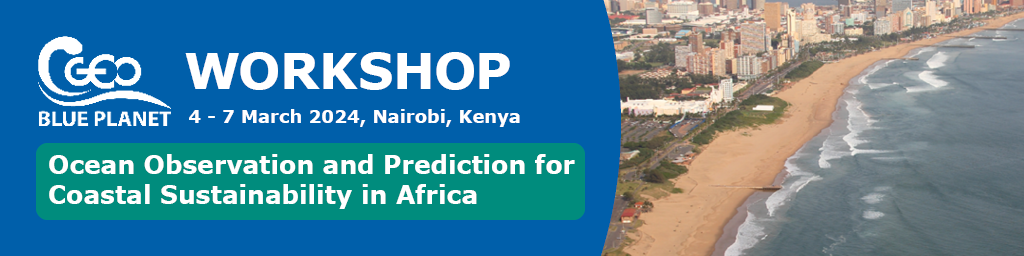 GEO
BLUE PLANET
WORKSHOP
4 - 7 March 2024, Nairobi, Kenya
Ocean Observation and Prediction for
Coastal Sustainability in Africa